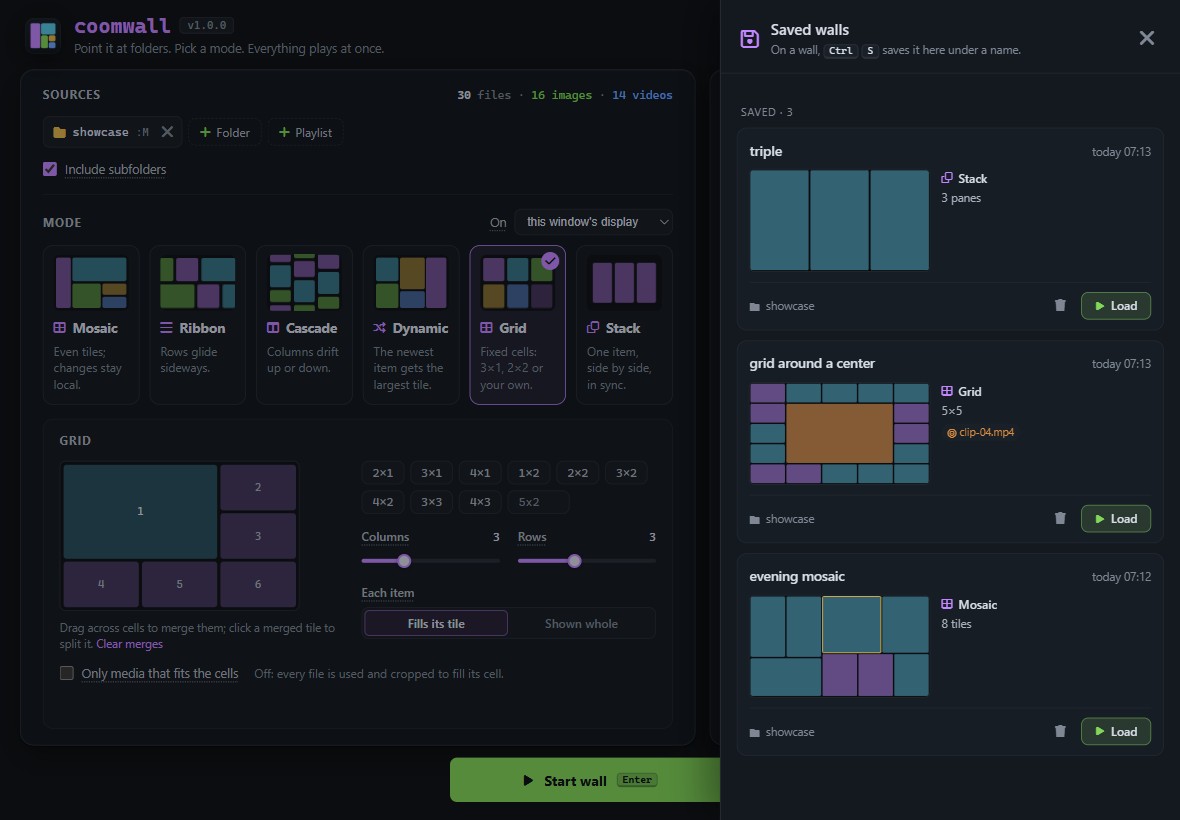 coomwall v1.0.0
Point it at folders. Pick a mode. Everything plays at once.
SOURCES
30 files · 16 images · 14 videos
showcase :M
+ Folder
+ Playlist
Include subfolders
MODE
On this window's display
Mosaic
Even tiles;
changes stay
local.
Ribbon
Rows glide
sideways.
Cascade
Columns drift
up or down.
Dynamic
The newest
item gets the
largest tile.
Grid
Fixed cells:
3×1, 2×2 or
your own.
Stack
One item,
side by side,
in sync.
GRID
1
2
3
4
5
6
Drag across cells to merge them; click a merged tile to
split it. Clear merges
2×1 3×1 4×1 1×2 2×2 3×2
4×2 3×3 4×3 5x2
Columns 3
Rows 3
Each item
Fills its tile
Shown whole
Only media that fits the cells
Off: every file is used and cropped to fill its cell.
Start wall Enter
Saved walls
On a wall, Ctrl S saves it here under a name.
SAVED · 3
triple
today 07:13
Stack
3 panes
showcase
Load
grid around a center
today 07:13
Grid
5×5
clip-04.mp4
showcase
Load
evening mosaic
today 07:12
Mosaic
8 tiles
showcase
Load